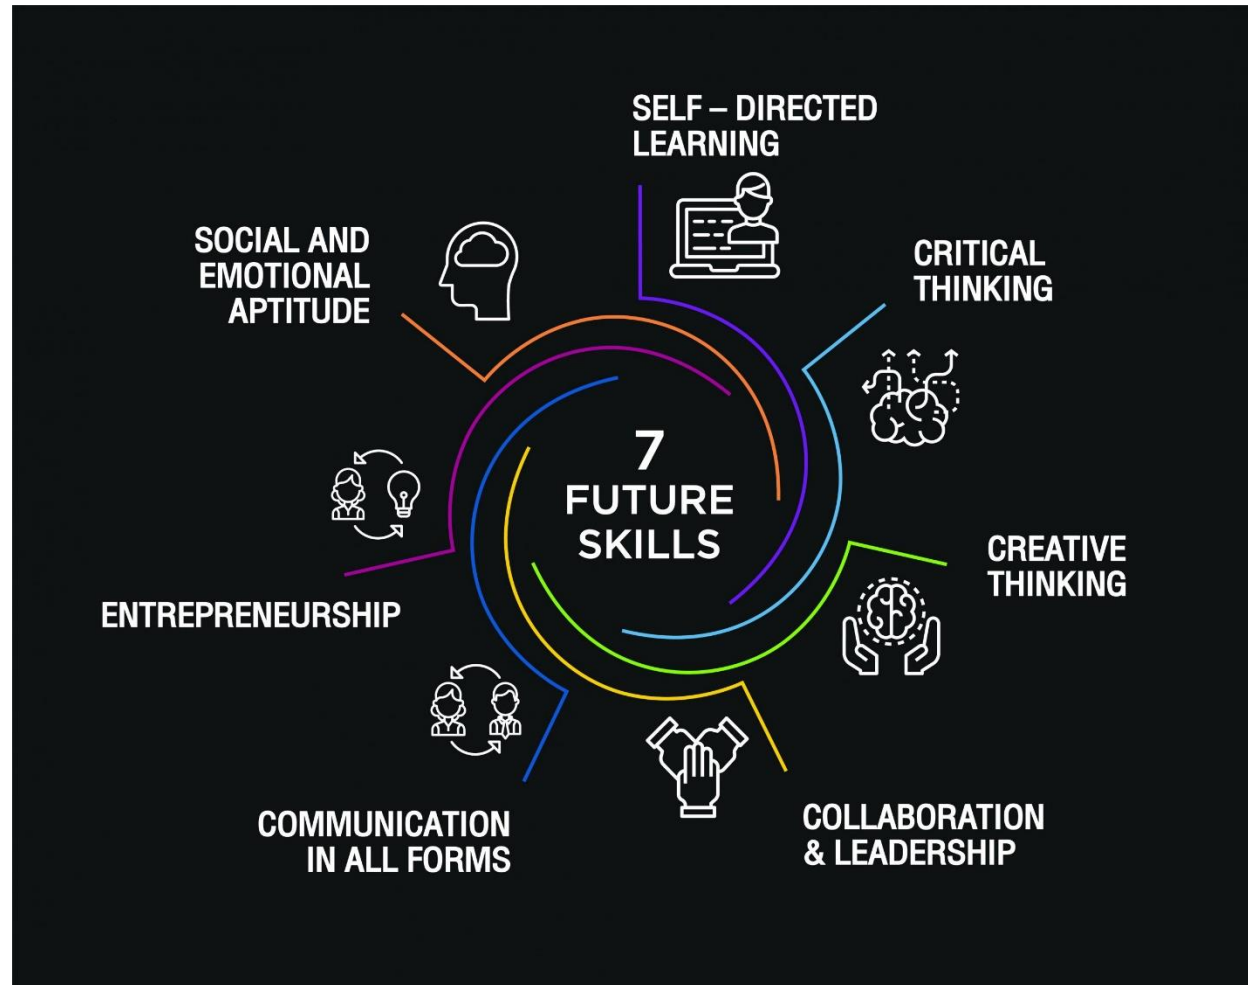 7
FUTURE
SKILLS
SELF – DIRECTED
LEARNING
CRITICAL
THINKING
CREATIVE
THINKING
COLLABORATION
& LEADERSHIP
COMMUNICATION
IN ALL FORMS
ENTREPRENEURSHIP
SOCIAL AND
EMOTIONAL
APTITUDE